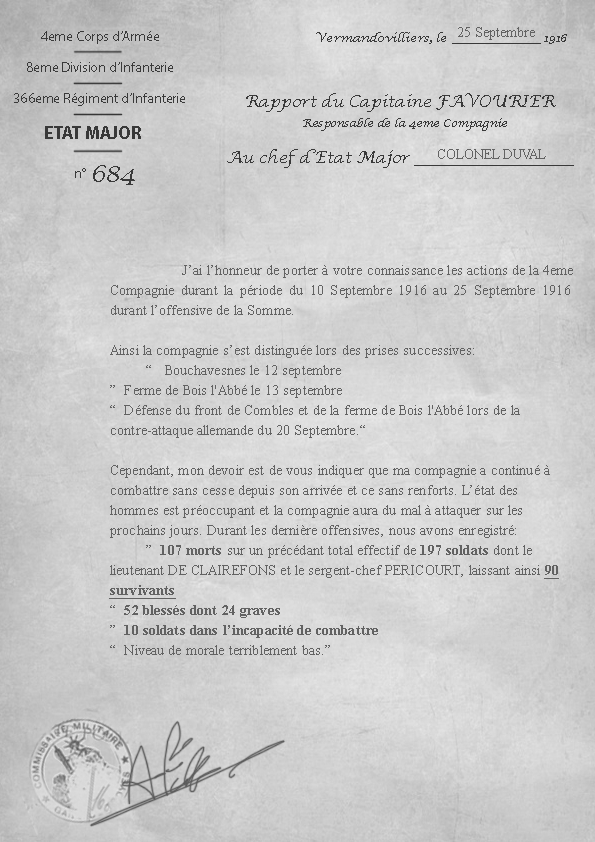 4eme Corps d'Armée
8eme Division d'Infanterie
366eme Régiment d'Infanterie
ETAT MAJOR
n° 684
Vermandovilliers, le 25 Septembre 1916
Rapport du Capitaine FAVOURIER
Responsable de la 4eme Compagnie
Au chef d'Etat Major COLONEL DUVAL
J'ai l'honneur de porter à votre connaissance les actions de la 4eme
Compagnie durant la période du 10 Septembre 1916 au 25 Septembre 1916
durant l'offensive de la Somme.
Ainsi la compagnie s'est distinguée lors des prises successives:
“ Bouchavesnes le 12 septembre
” Ferme de Bois l'Abbé le 13 septembre
“ Défense du front de Combles et de la ferme de Bois l'Abbé lors de la
contre-attaque allemande du 20 Septembre.“
Cependant, mon devoir est de vous indiquer que ma compagnie a continué à
combattre sans cesse depuis son arrivée et ce sans renforts. L'état des
hommes est préoccupant et la compagnie aura du mal à attaquer sur les
prochains jours. Durant les dernière offensives, nous avons enregistré:
” 107 morts sur un précédant total effectif de 197 soldats dont le
lieutenant DE CLAIREFONS et le sergent-chef PERICOURT, laissant ainsi 90
survivants
“ 52 blessés dont 24 graves
” 10 soldats dans l'incapacité de combattre
“ Niveau de morale terriblement bas.”
COMMISSAIRE MILITAIRE